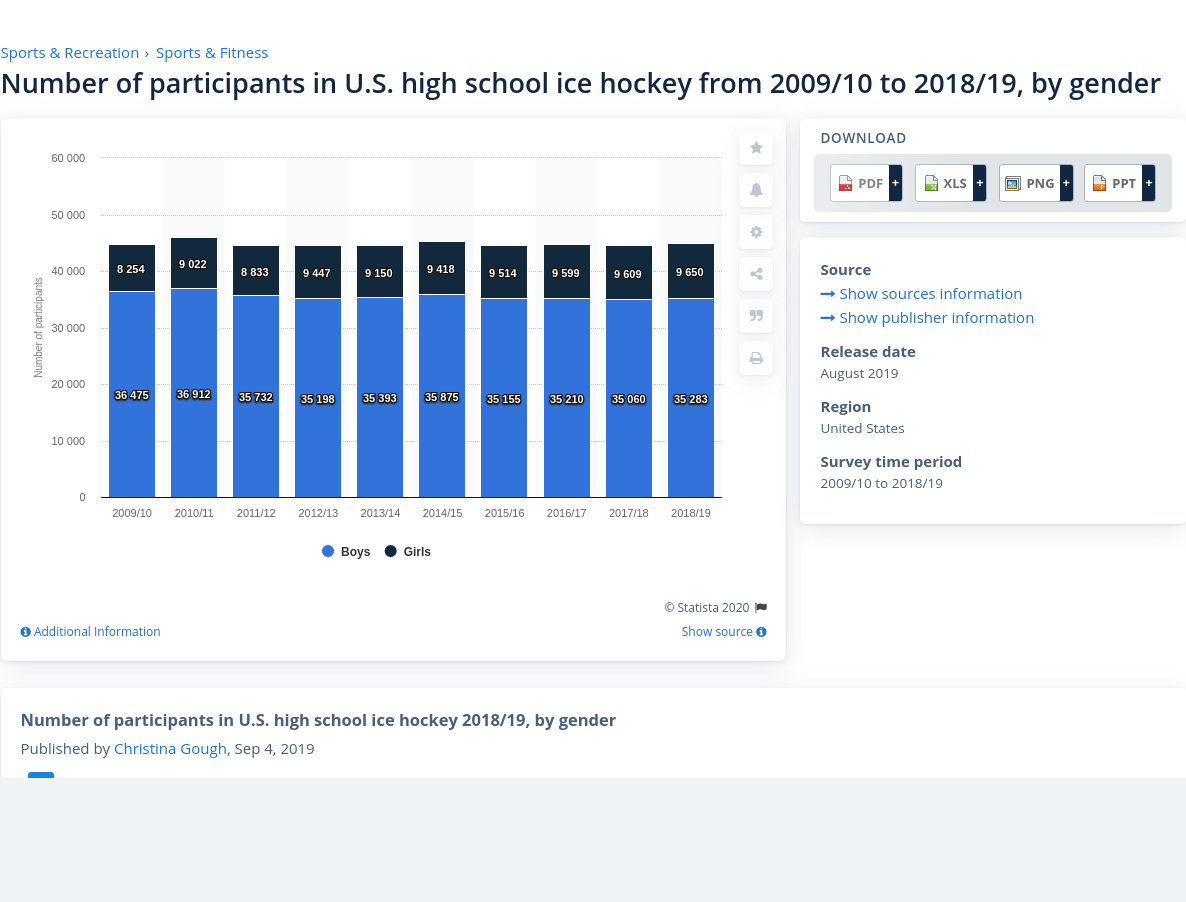 Sports & Recreation › Sports & Fitness
Number of participants in U.S. high school ice hockey from 2009/10 to 2018/19, by gender
Number of participants
60 000
50 000
40 000
30 000
20 000
10 000
0
8 254 9 022 8 833 9 447 9 150 9 418 9 514 9 599 9 609 9 650
36 475 36 912 35 732 35 198 35 393 35 875 35 155 35 210 35 060 35 283
2009/10 2010/11 2011/12 2012/13 2013/14 2014/15 2015/16 2016/17 2017/18 2018/19
Boys Girls
© Statista 2020
Additional Information Show source
DOWNLOAD
PDF + XLS + PNG + PPT +
Source
Show sources information
Show publisher information
Release date
August 2019
Region
United States
Survey time period
2009/10 to 2018/19
Number of participants in U.S. high school ice hockey 2018/19, by gender
Published by Christina Gough, Sep 4, 2019